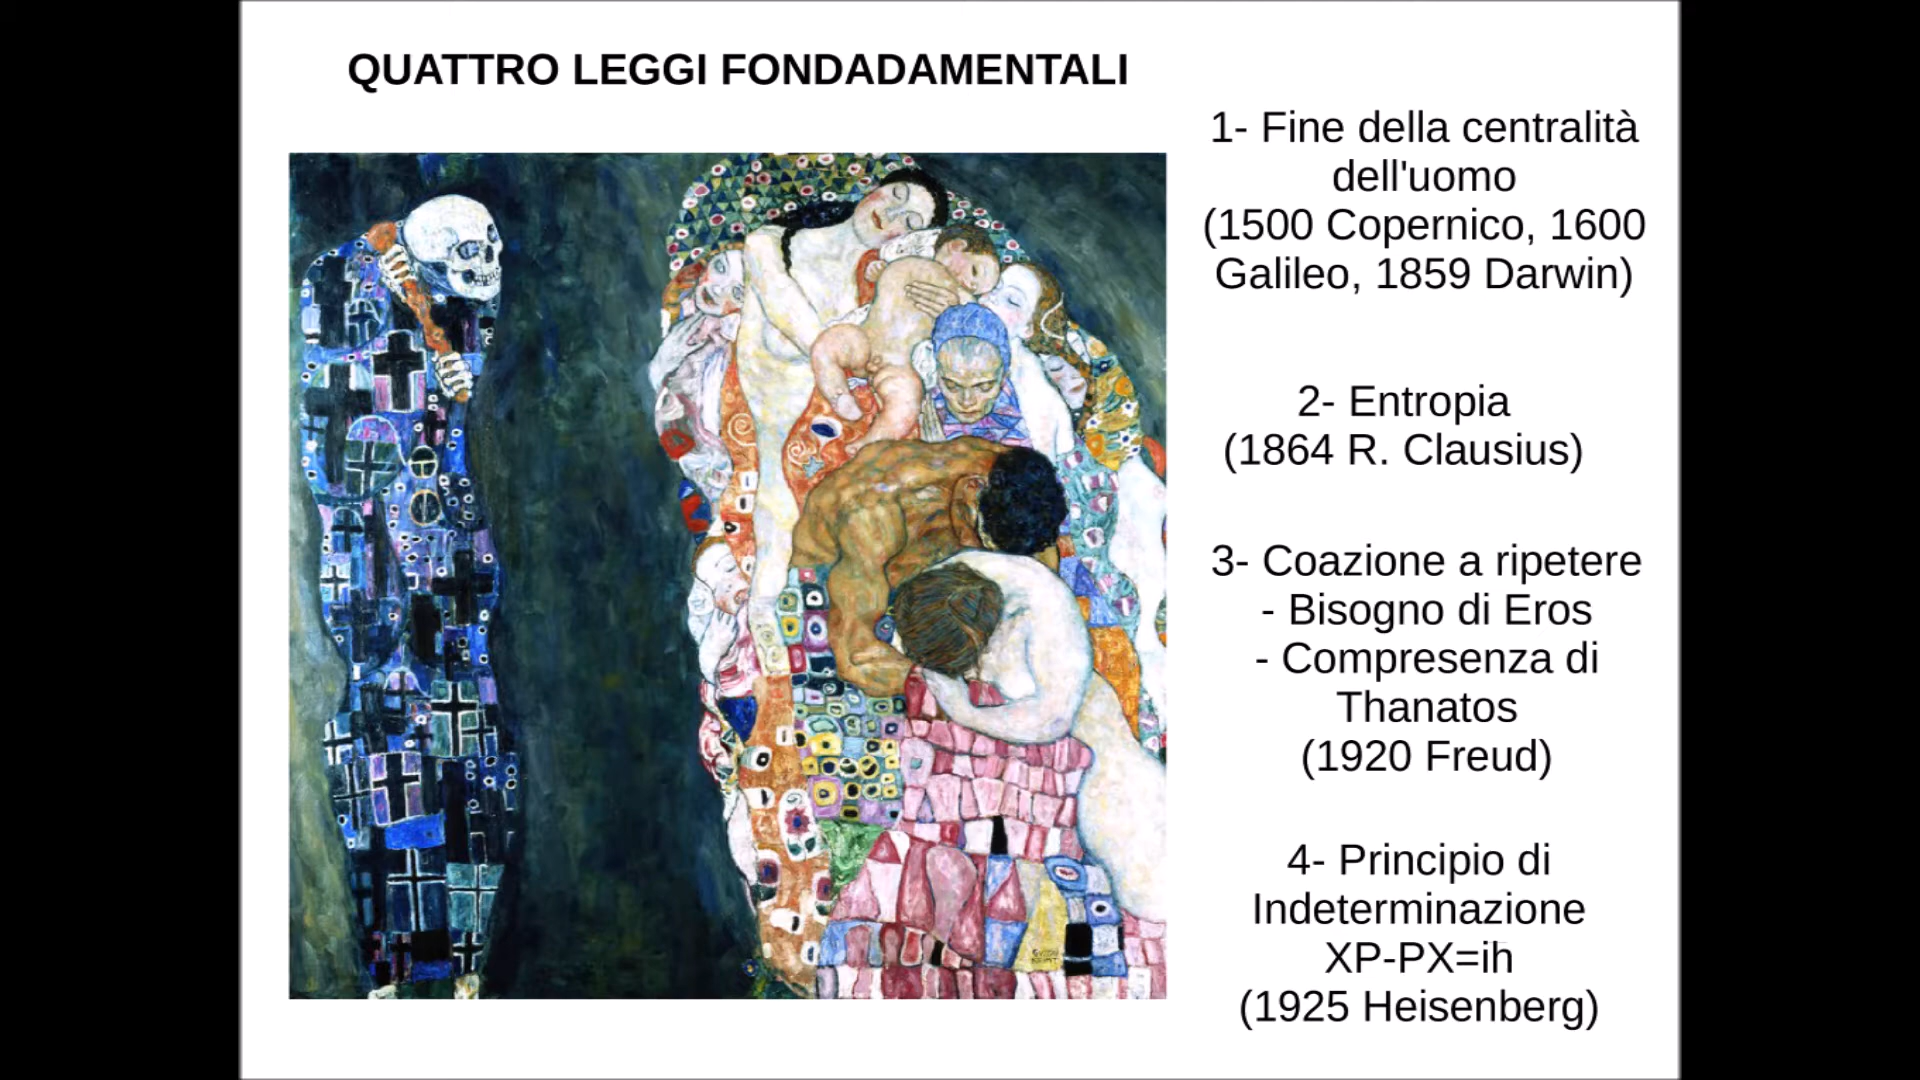 QUATTRO LEGGI FONDADAMENTALI
1- Fine della centralità
dell'uomo
(1500 Copernico, 1600
Galileo, 1859 Darwin)
2- Entropia
(1864 R. Clausius)
3- Coazione a ripetere
- Bisogno di Eros
- Compresenza di
Thanatos
(1920 Freud)
4- Principio di
Indeterminazione
XP-PX=ih
(1925 Heisenberg)